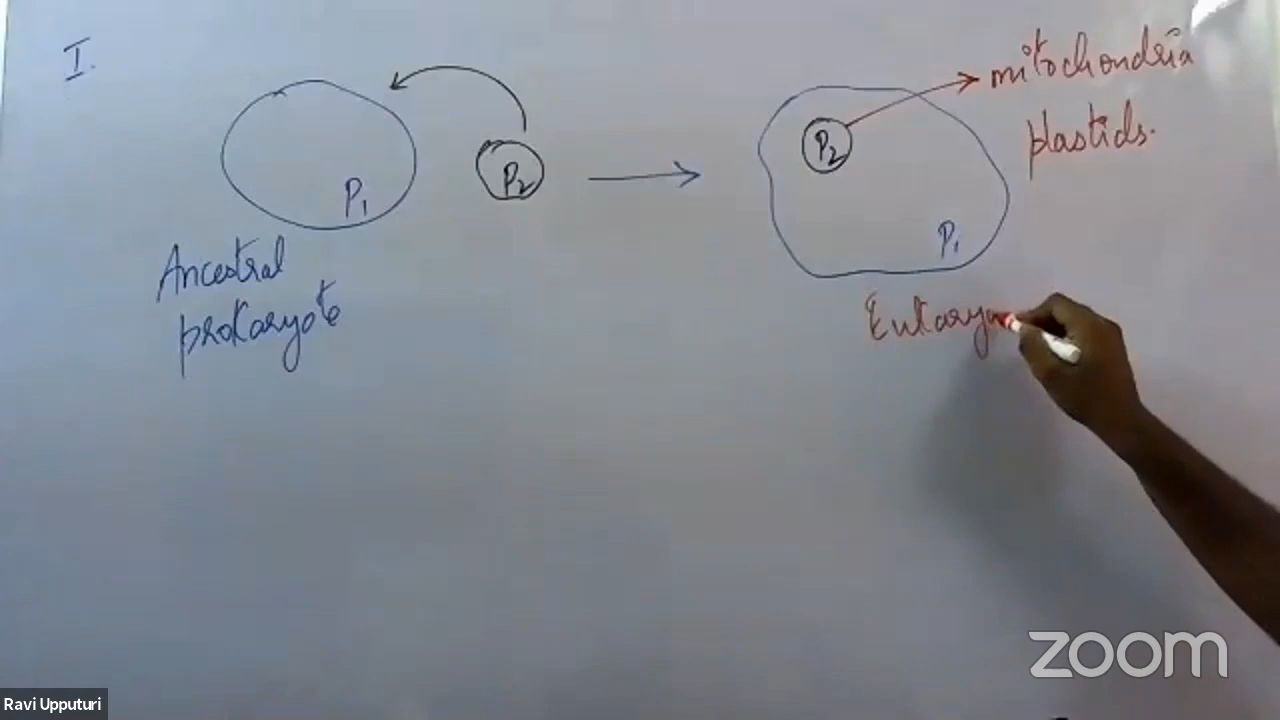 I.
P₁
P₂
Ancestral
prokaryote
P₂
P₁
mitochondria
plastids.
Eukaryo
zoom
Ravi Upputuri